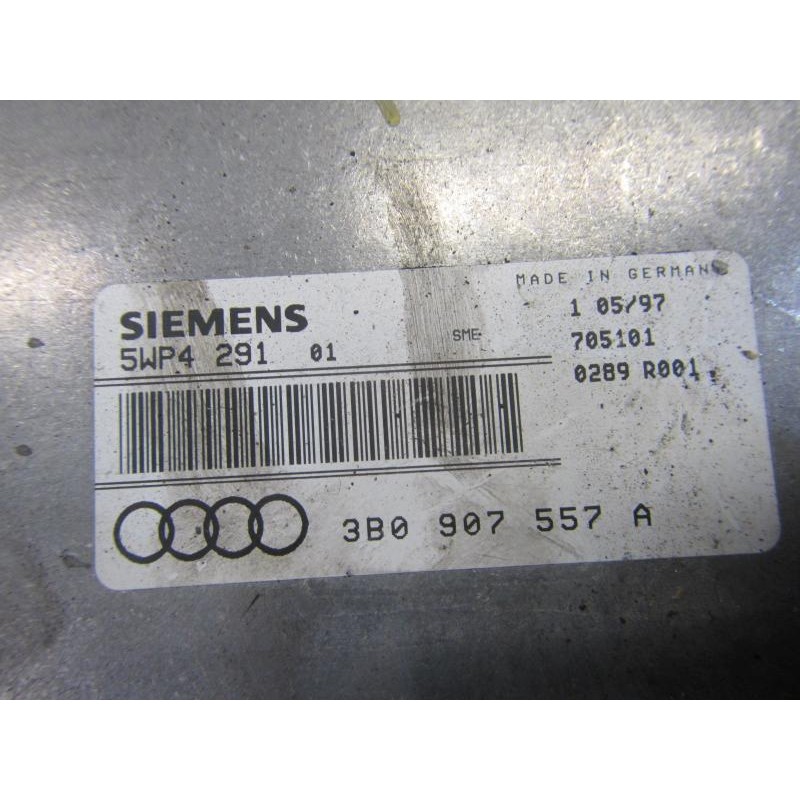 MADE IN GERMANY
SIEMENS
1 05/97
5WP4 291 01
SME
705101
0289 R001
3B0 907 557 A